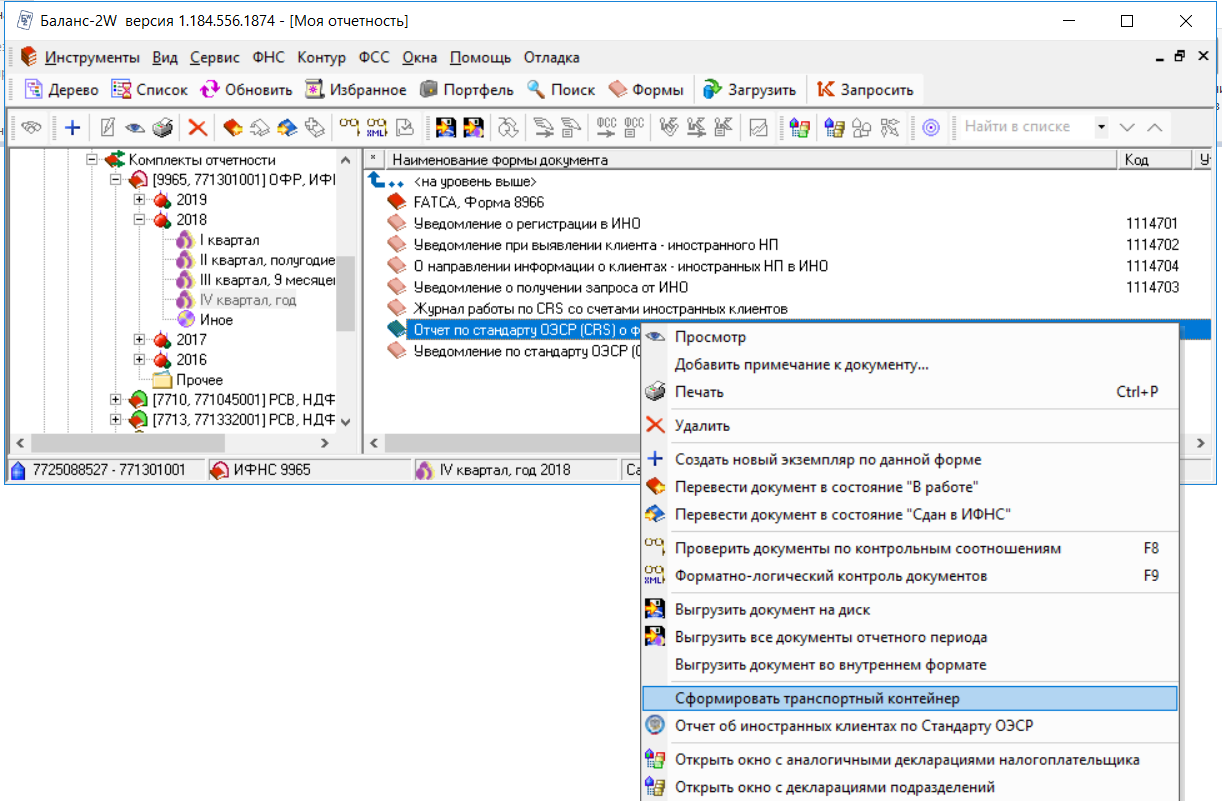 Баланс-2W версия 1.184.556.1874 - [Моя отчетность]
Инструменты Вид Сервис ФНС Контур ФСС Окна Помощь Отладка
Дерево Список Обновить Избранное Портфель Поиск Формы Загрузить Запросить
Найти в списке
Комплекты отчетности
[9965, 771301001] ОФР, ИФН
2019
2018
I квартал
II квартал, полугодие
III квартал, 9 месяцев
IV квартал, год
Иное
2017
2016
Прочее
[7710, 771045001] РСВ, НДФ
[7713, 771332001] РСВ, НДФ
* Наименование формы документа Код
<на уровень выше>
FATCA, Форма 8966
Уведомление о регистрации в ИНО 1114701
Уведомление при выявлении клиента - иностранного НП 1114702
О направлении информации о клиентах - иностранных НП в ИНО 1114704
Уведомление о получении запроса от ИНО 1114703
Журнал работы по CRS со счетами иностранных клиентов
Отчет по стандарту ОЭСР (CRS) о ф
Уведомление по стандарту ОЭСР (C
7725088527 - 771301001 ИФНС 9965 IV квартал, год 2018 Са
Просмотр
Добавить примечание к документу...
Печать Ctrl+P
Удалить
Создать новый экземпляр по данной форме
Перевести документ в состояние "В работе"
Перевести документ в состояние "Сдан в ИФНС"
Проверить документы по контрольным соотношениям F8
Форматно-логический контроль документов F9
Выгрузить документ на диск
Выгрузить все документы отчетного периода
Выгрузить документ во внутреннем формате
Сформировать транспортный контейнер
Отчет об иностранных клиентах по Стандарту ОЭСР
Открыть окно с аналогичными декларациями налогоплательщика
Открыть окно с декларациями подразделений